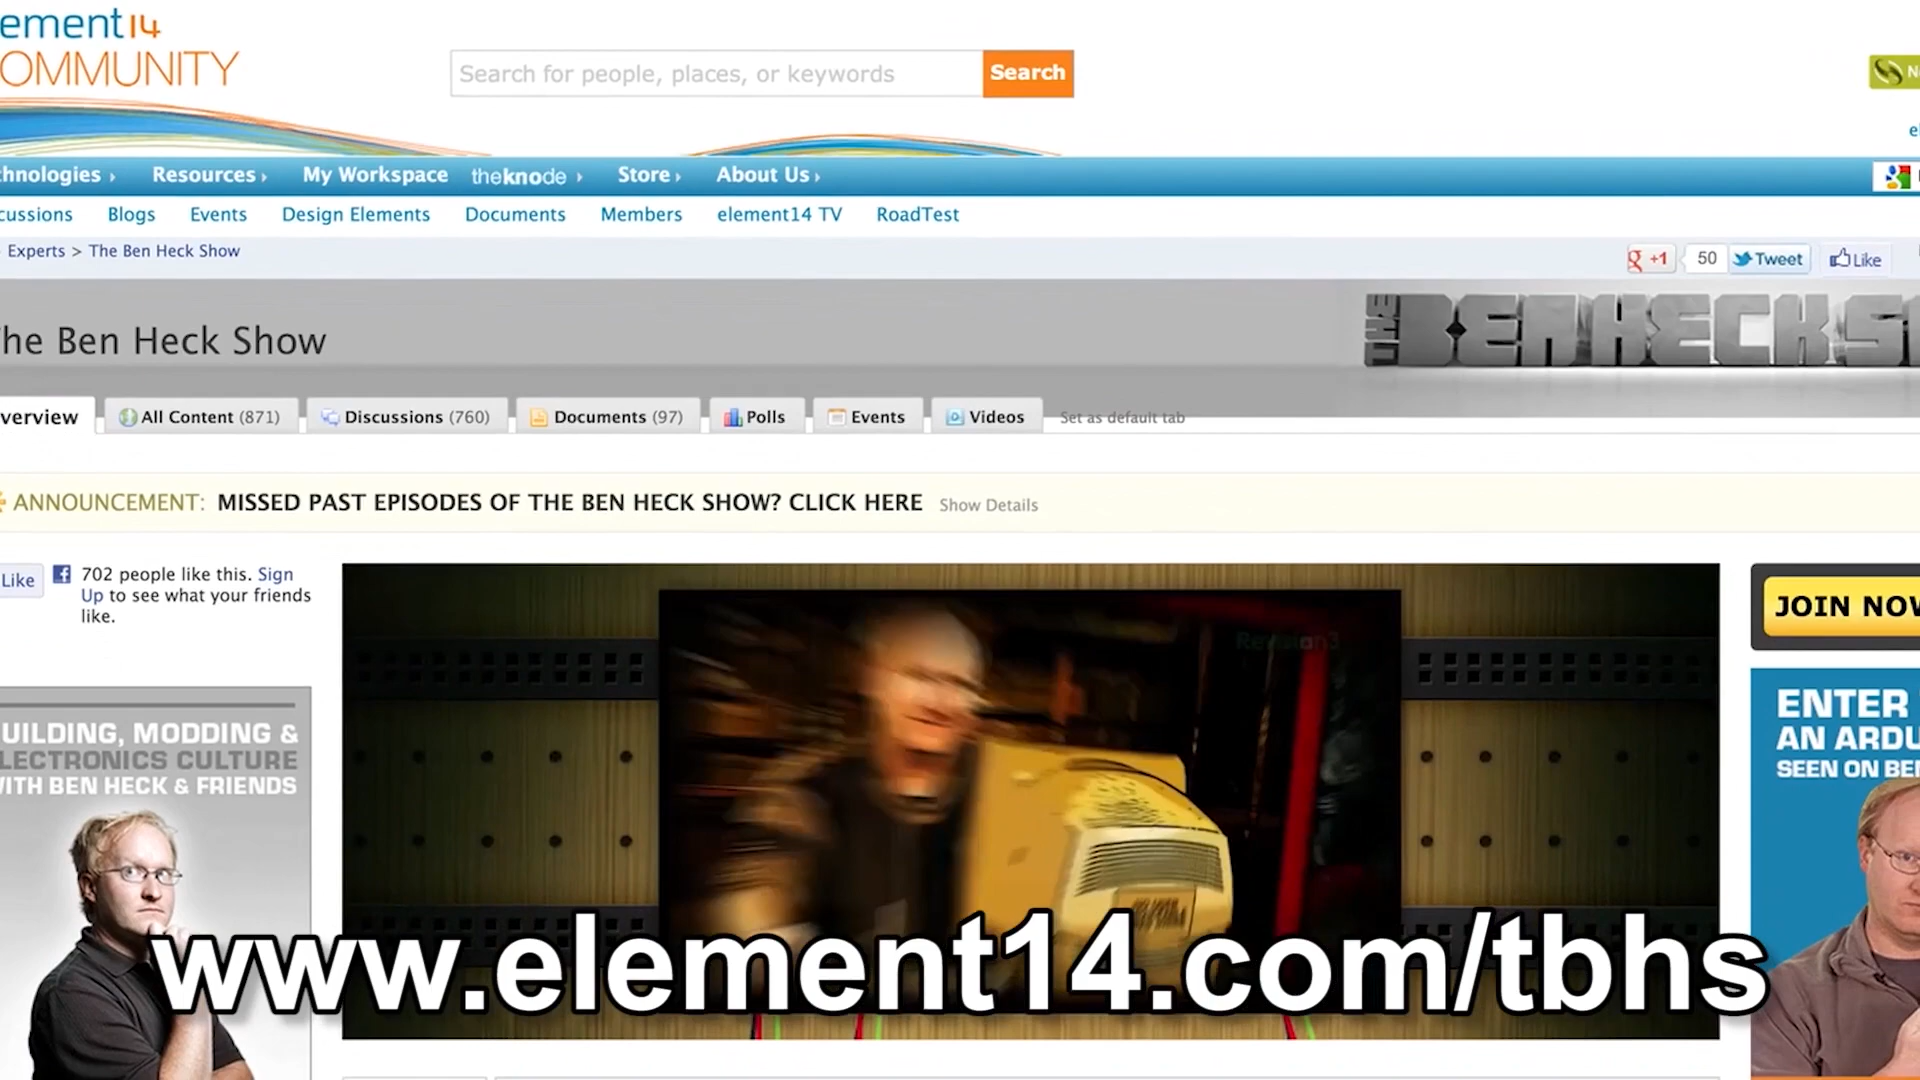 ement14
OMMUNITY
Search for people, places, or keywords
Search
hnologies
Resources
My Workspace
theknode
Store
About Us
cussions
Blogs
Events
Design Elements
Documents
Members
element14 TV
RoadTest
Experts > The Ben Heck Show
+1
50
Tweet
Like
he Ben Heck Show
THE BEN HECK S
verview
All Content (871)
Discussions (760)
Documents (97)
Polls
Events
Videos
Set as default tab
ANNOUNCEMENT: MISSED PAST EPISODES OF THE BEN HECK SHOW? CLICK HERE Show Details
Like
702 people like this. Sign
Up to see what your friends
like.
Revision3
JOIN NOW
UILDING, MODDING &
LECTRONICS CULTURE
WITH BEN HECK & FRIENDS
ENTER
AN ARDU
SEEN ON BEN
www.element14.com/tbhs